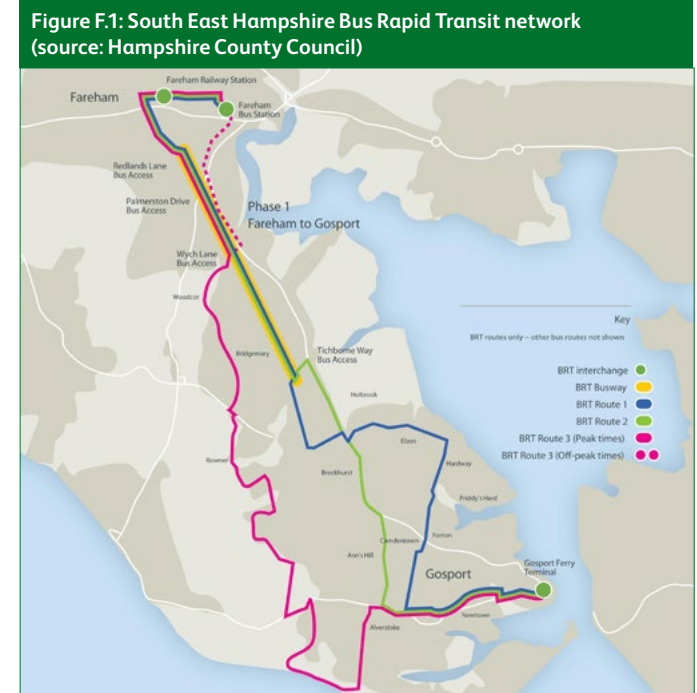 Figure F.1: South East Hampshire Bus Rapid Transit network
(source: Hampshire County Council)
Fareham Railway Station
Fareham
Fareham
Bus Station
Redlands Lane
Bus Access
Palmerston Drive
Bus Access
Phase 1
Fareham to Gosport
Wych Lane
Bus Access
Woodcot
Key
BRT routes only – other bus routes not shown
Bridgemary
Tichborne Way
Bus Access
BRT interchange
BRT Busway
BRT Route 1
BRT Route 2
BRT Route 3 (Peak times)
BRT Route 3 (Off-peak times)
Holbrook
Elson
Rowner
Brockhurst
Hardway
Priddy's Hard
Camdentown
Forton
Ann's Hill
Gosport
Gosport Ferry
Terminal
Newtown
Alverstoke